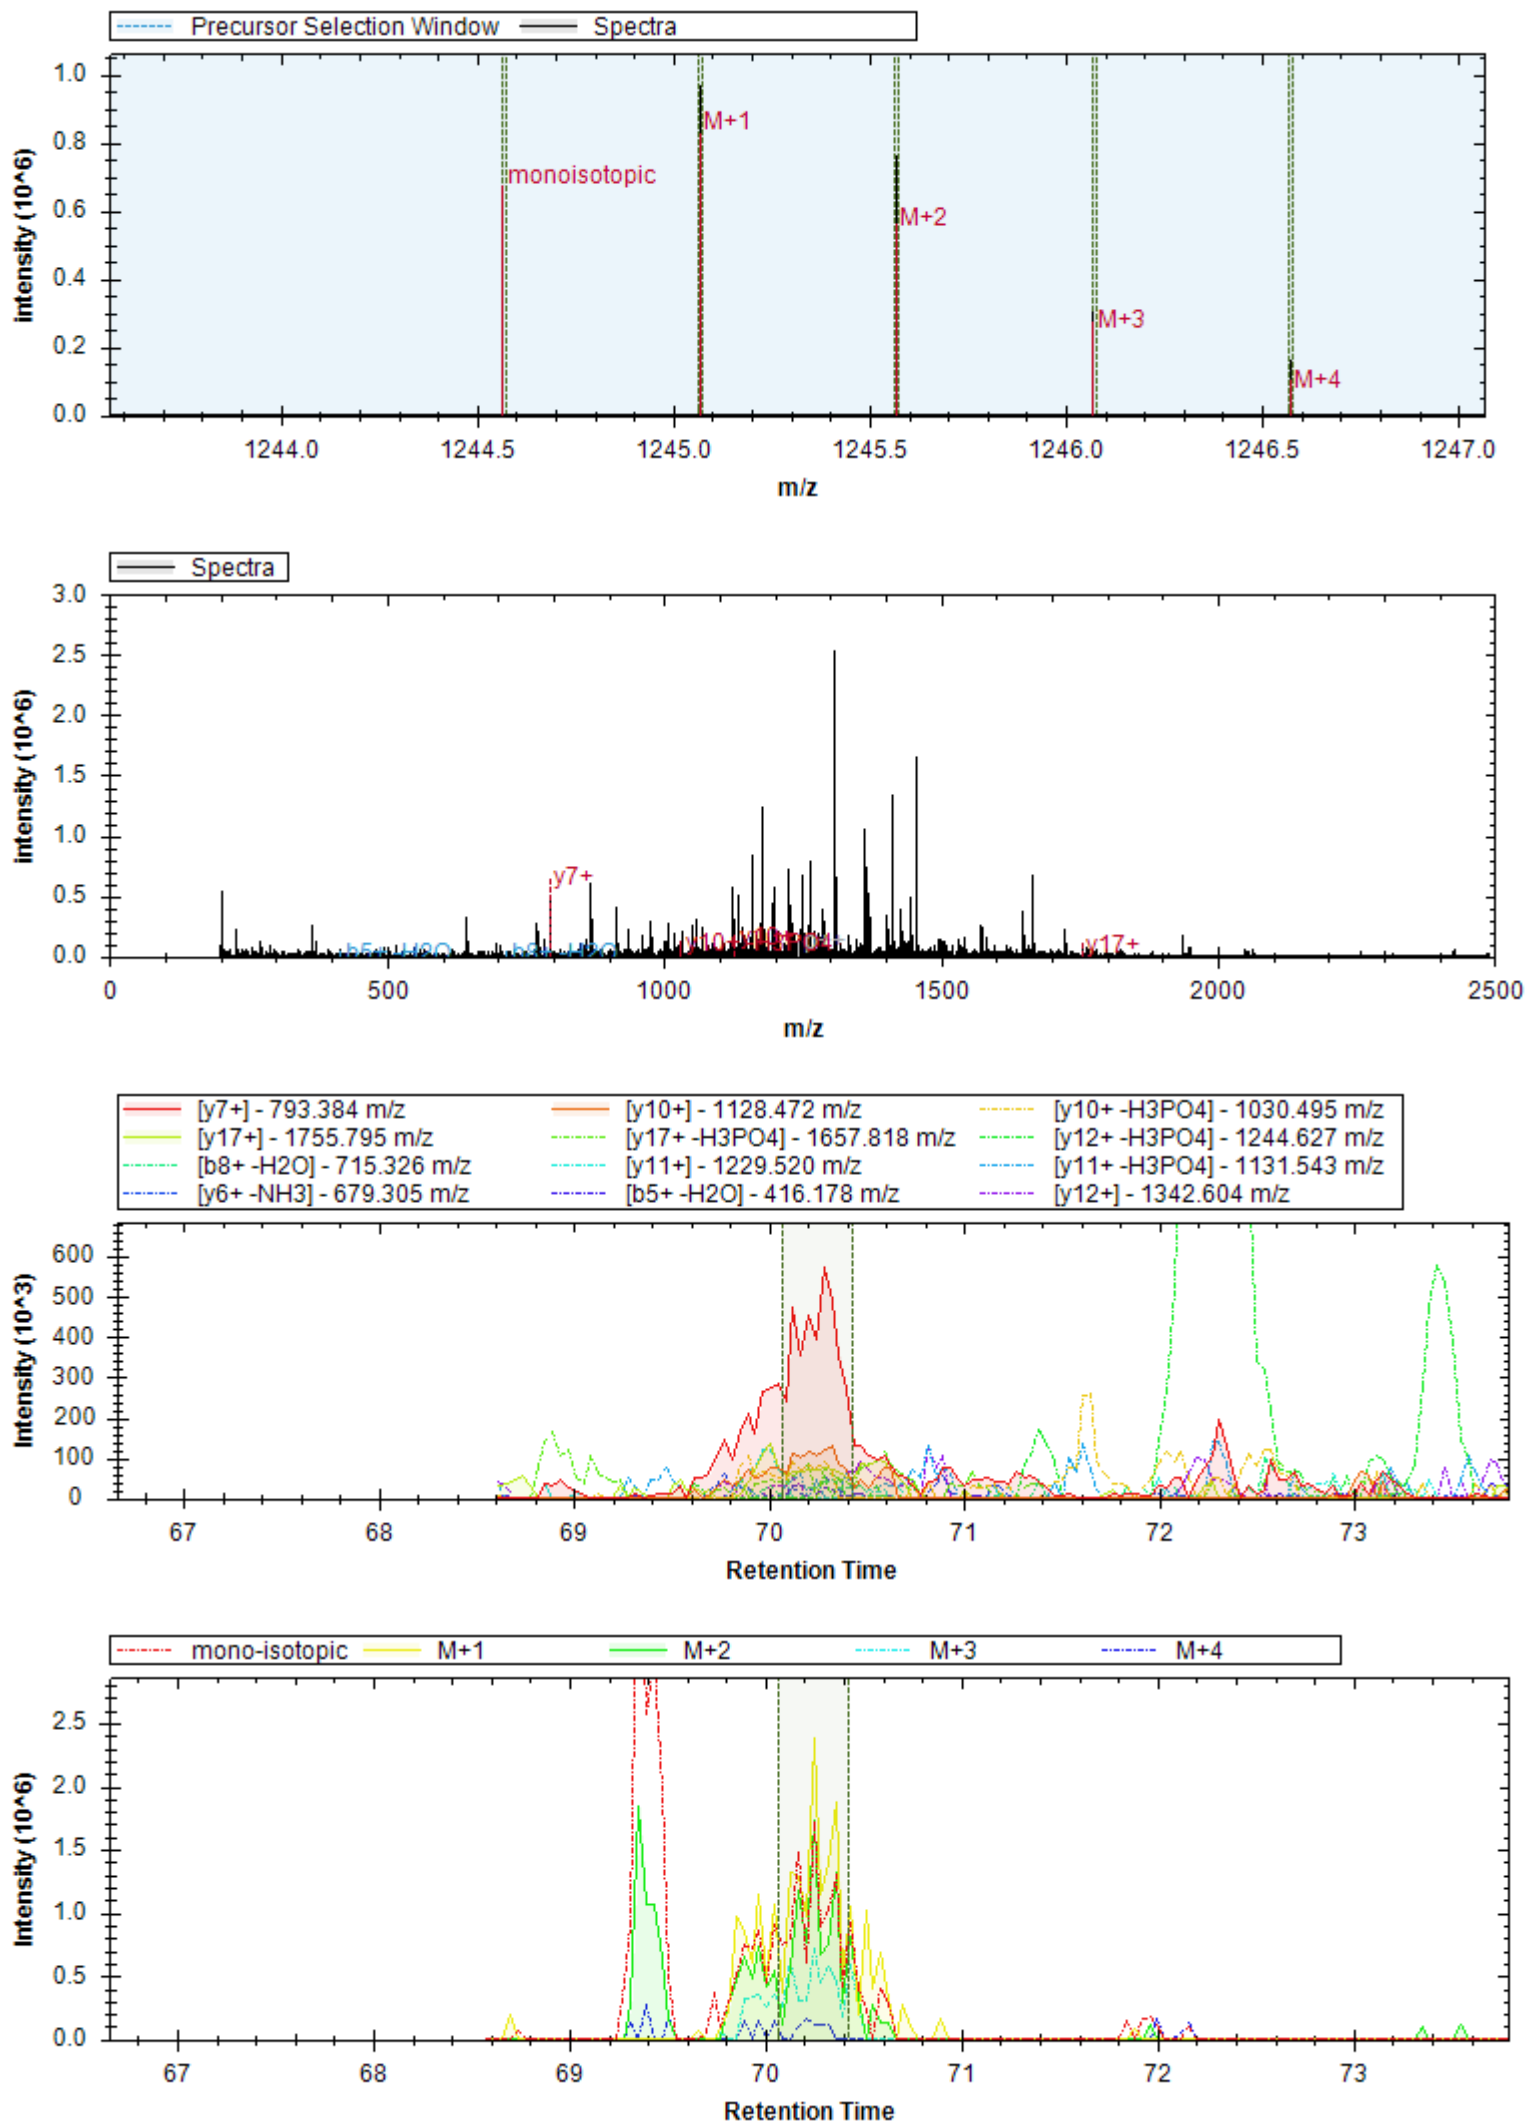 Precursor Selection Window Spectra
intensity (10^6)
1.0
0.8
0.6
0.4
0.2
0.0
monoisotopic
M+1
M+2
M+3
M+4
1244.0 1244.5 1245.0 1245.5 1246.0 1246.5 1247.0
m/z
Spectra
intensity (10^6)
3.0
2.5
2.0
1.5
1.0
0.5
0.0
y7+
b5+ -H2O
b8+ -H2O
y10+ -H3PO4
y17+
0 500 1000 1500 2000 2500
m/z
[y7+] - 793.384 m/z [y10+] - 1128.472 m/z [y10+ -H3PO4] - 1030.495 m/z
[y17+] - 1755.795 m/z [y17+ -H3PO4] - 1657.818 m/z [y12+ -H3PO4] - 1244.627 m/z
[b8+ -H2O] - 715.326 m/z [y11+] - 1229.520 m/z [y11+ -H3PO4] - 1131.543 m/z
[y6+ -NH3] - 679.305 m/z [b5+ -H2O] - 416.178 m/z [y12+] - 1342.604 m/z
Intensity (10^3)
600
500
400
300
200
100
0
67 68 69 70 71 72 73
Retention Time
mono-isotopic M+1 M+2 M+3 M+4
Intensity (10^6)
2.5
2.0
1.5
1.0
0.5
0.0
67 68 69 70 71 72 73
Retention Time